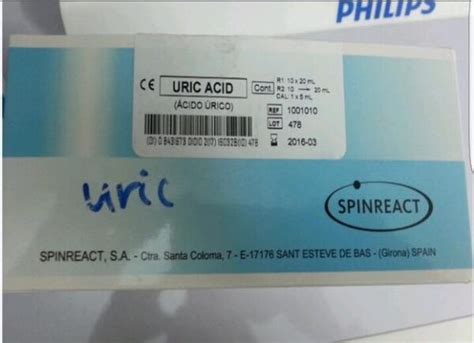 PHILIPS
CE URIC ACID Cont. R1: 10 x 20 mL
R2: 10 → 20 mL
CAL: 1 x 5 mL
(ÁCIDO ÚRICO) REF 1001010
LOT 478
2016-03
uric
SPINREACT
SPINREACT, S.A. - Ctra. Santa Coloma, 7 - E-17176 SANT ESTEVE DE BAS - (Girona) SPAIN